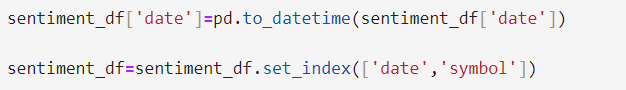 sentiment_df['date']=pd.to_datetime(sentiment_df['date'])
sentiment_df=sentiment_df.set_index(['date','symbol'])